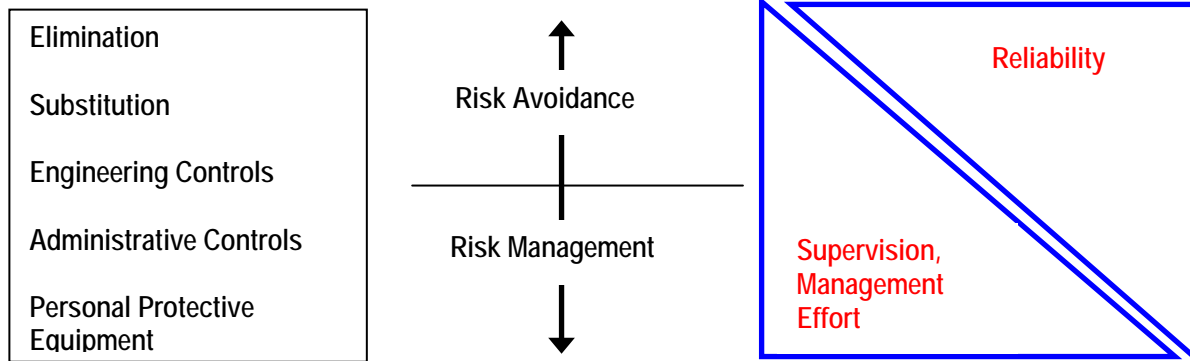 Elimination
Substitution
Engineering Controls
Administrative Controls
Personal Protective
Equipment
Risk Avoidance
Risk Management
Reliability
Supervision,
Management
Effort